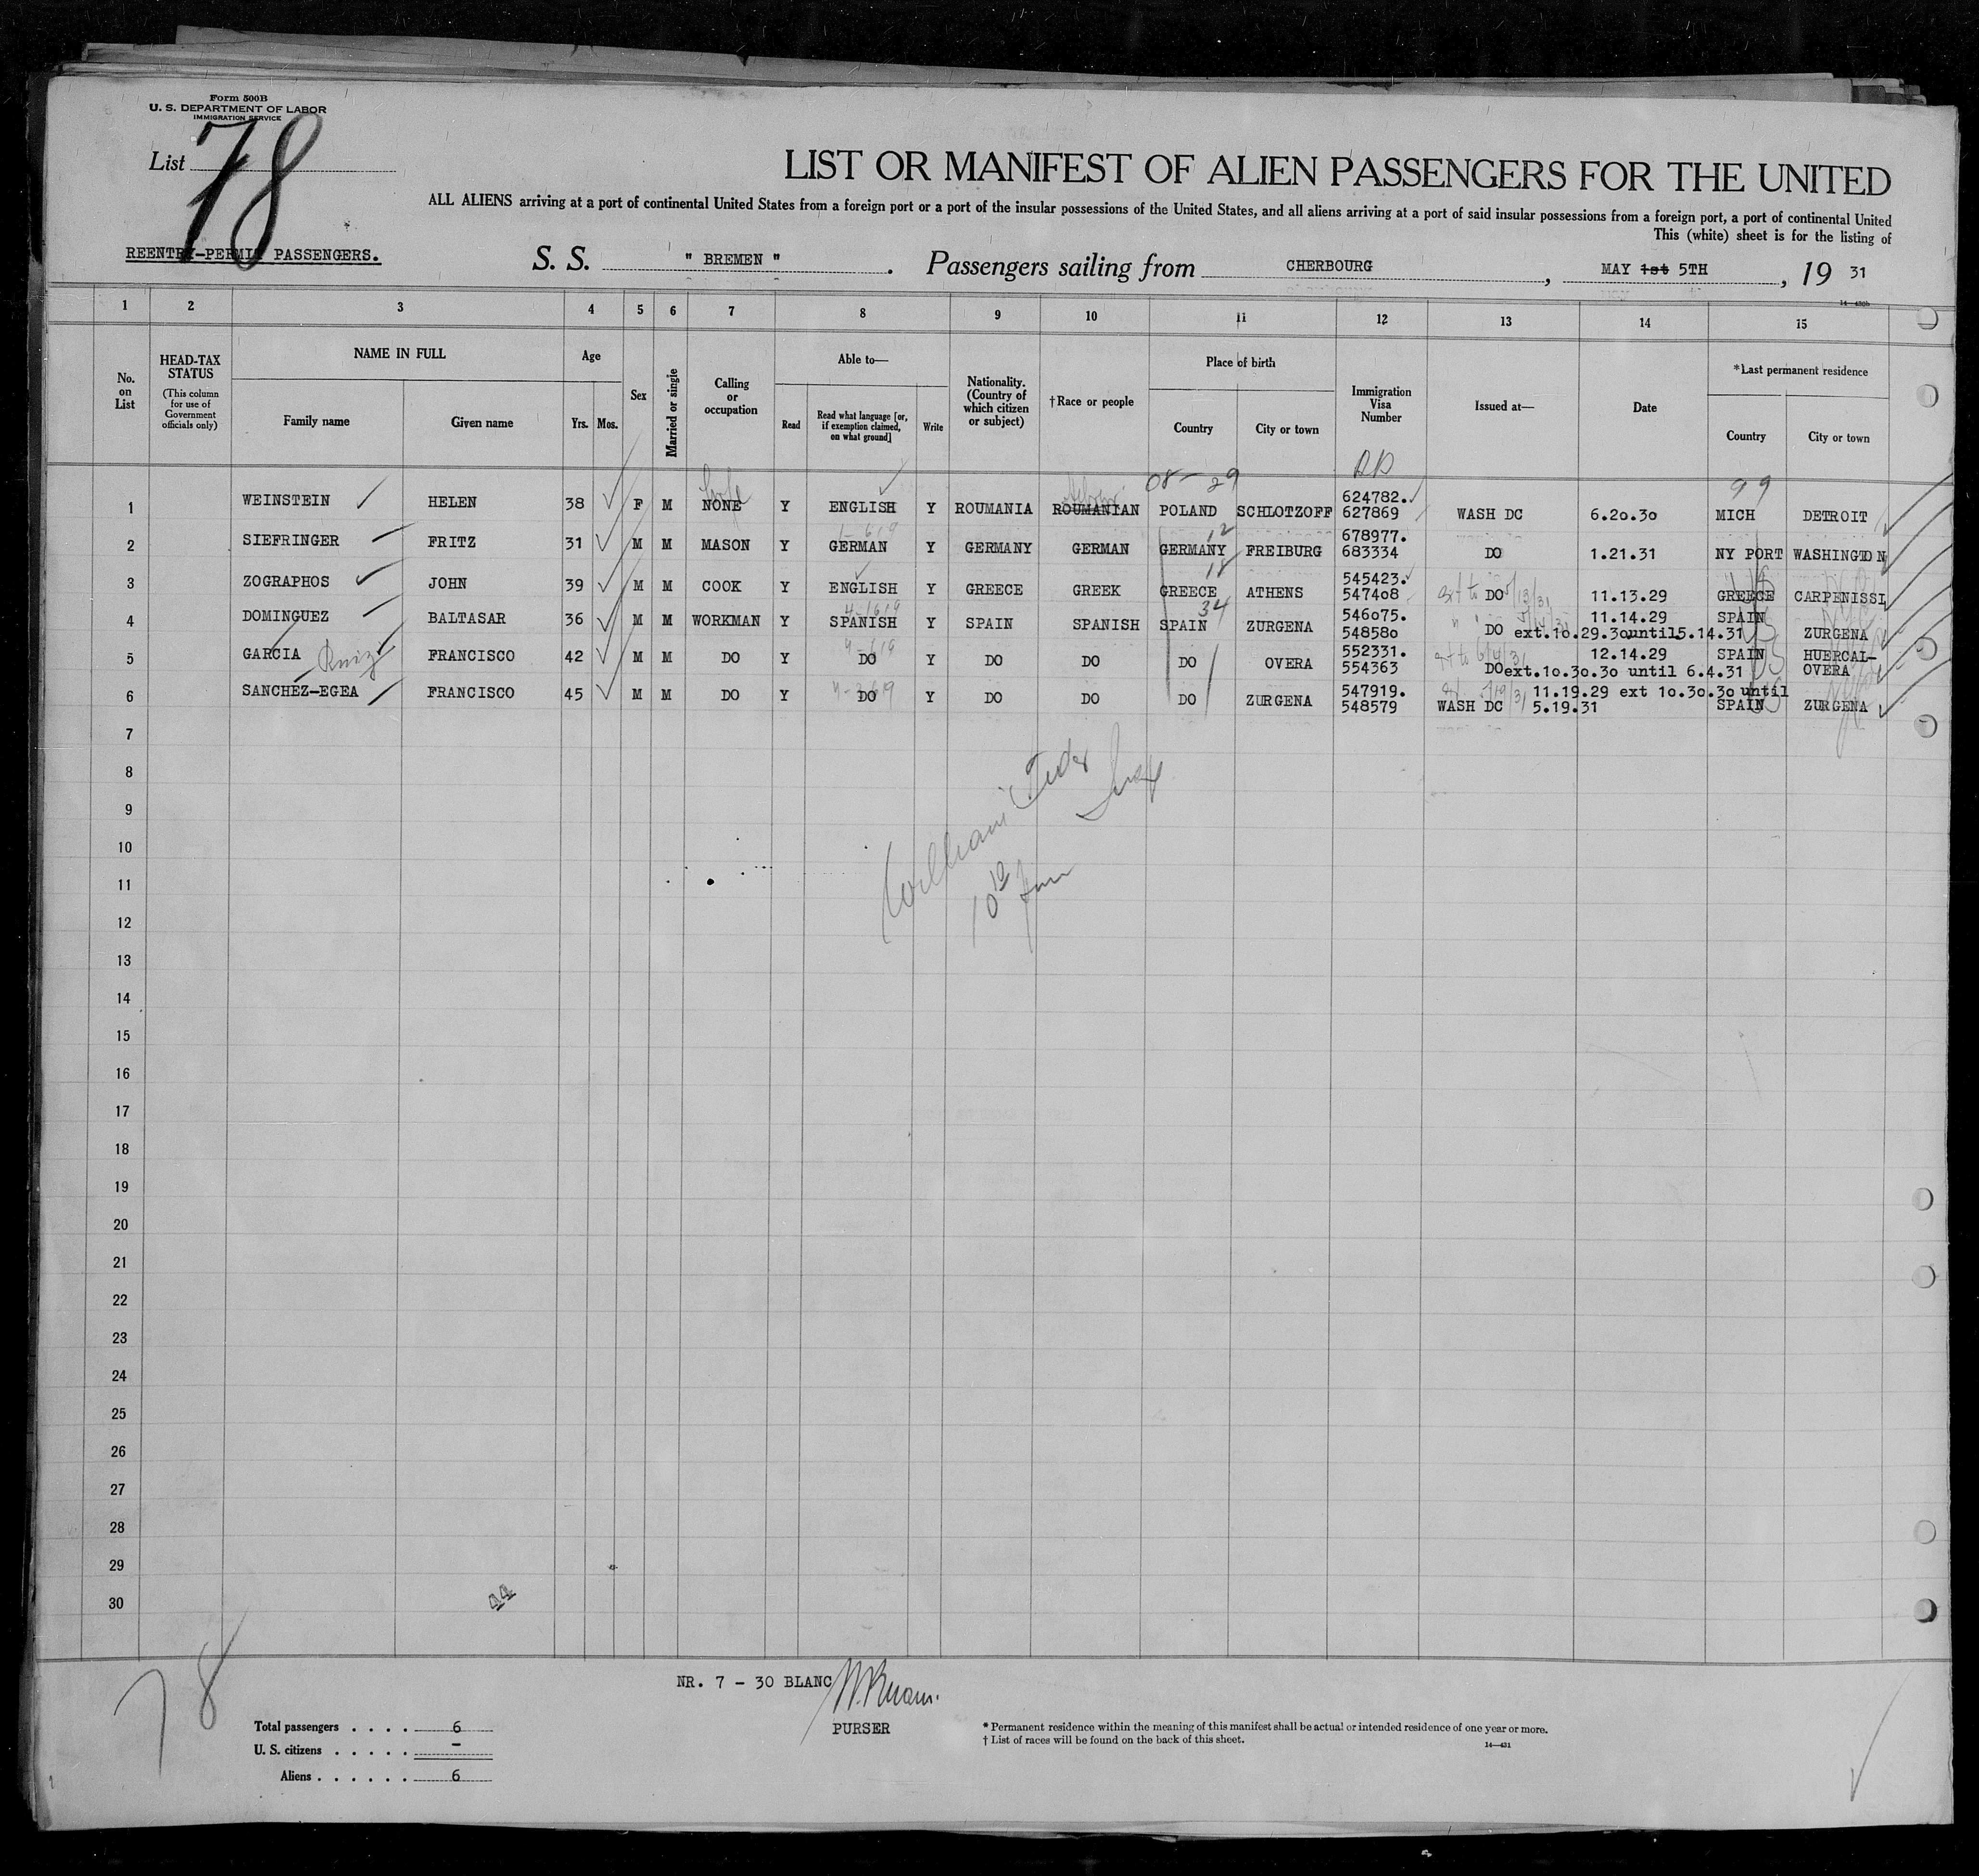 Form 500B
U. S. DEPARTMENT OF LABOR
IMMIGRATION SERVICE
List 78
LIST OR MANIFEST OF ALIEN PASSENGERS FOR THE UNITED
ALL ALIENS arriving at a port of continental United States from a foreign port or a port of the insular possessions of the United States, and all aliens arriving at a port of said insular possessions from a foreign port, a port of continental United
This (white) sheet is for the listing of
REENTRY-PERMIT PASSENGERS. S. S. " BREMEN " . Passengers sailing from CHERBOURG , MAY 1st 5TH , 19 31
14—430b
1 2 3 4 5 6 7 8 9 10 11 12 13 14 15
No. on List
HEAD-TAX STATUS (This column for use of Government officials only)
NAME IN FULL
Family name Given name
Age
Yrs. Mos.
Sex
Married or single
Calling or occupation
Able to—
Read
Read what language [or, if exemption claimed, on what ground]
Write
Nationality. (Country of which citizen or subject)
†Race or people
Place of birth
Country City or town
Immigration Visa Number
Issued at—
Date
*Last permanent residence
Country City or town
RP
08 - 29
99
1 WEINSTEIN HELEN 38 F M NONE Y ENGLISH Y ROUMANIA ROUMANIAN POLAND SCHLOTZOFF 624782. 627869 WASH DC 6.20.30 MICH DETROIT
12
2 SIEFRINGER FRITZ 31 M M MASON Y GERMAN Y GERMANY GERMAN GERMANY FREIBURG 678977. 683334 DO 1.21.31 NY PORT WASHINGTON
18
3 ZOGRAPHOS JOHN 39 M M COOK Y ENGLISH Y GREECE GREEK GREECE ATHENS 545423. 547408 DO 11.13.29 GREECE CARPENISSI
34
4 DOMINGUEZ BALTASAR 36 M M WORKMAN Y SPANISH Y SPAIN SPANISH SPAIN ZURGENA 546075. 548580 DO 11.14.29 ext.10.29.30until5.14.31 SPAIN ZURGENA
5 GARCIA Ruiz FRANCISCO 42 M M DO Y DO Y DO DO DO OVERA 552331. 554363 DO 12.14.29 ext.10.30.30 until 6.4.31 SPAIN HUERCAL-OVERA
6 SANCHEZ-EGEA FRANCISCO 45 M M DO Y DO Y DO DO DO ZURGENA 547919. 548579 WASH DC 11.19.29 ext 10.30.30 until 5.19.31 SPAIN ZURGENA
7
8
9
10
11
12
13
14
15
16
17
18
19
20
21
22
23
24
25
26
27
28
29
30
44
78
NR. 7 - 30 BLANC
PURSER
Total passengers . . . . 6
U. S. citizens . . . . . -
Aliens . . . . . . 6
* Permanent residence within the meaning of this manifest shall be actual or intended residence of one year or more.
† List of races will be found on the back of this sheet.
14—431